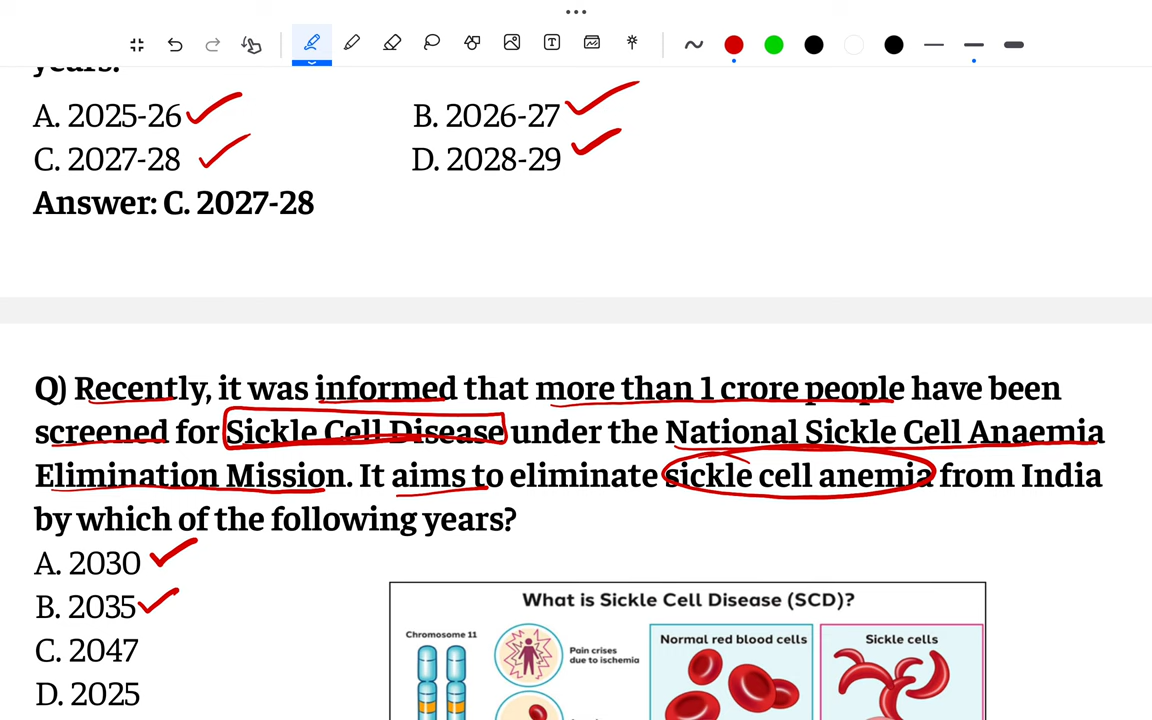 years.
A. 2025-26 B. 2026-27
C. 2027-28 D. 2028-29
Answer: C. 2027-28
Q) Recently, it was informed that more than 1 crore people have been
screened for Sickle Cell Disease under the National Sickle Cell Anaemia
Elimination Mission. It aims to eliminate sickle cell anemia from India
by which of the following years?
A. 2030
B. 2035
C. 2047
D. 2025
What is Sickle Cell Disease (SCD)?
Chromosome 11
Pain crises
due to ischemia
Normal red blood cells
Sickle cells